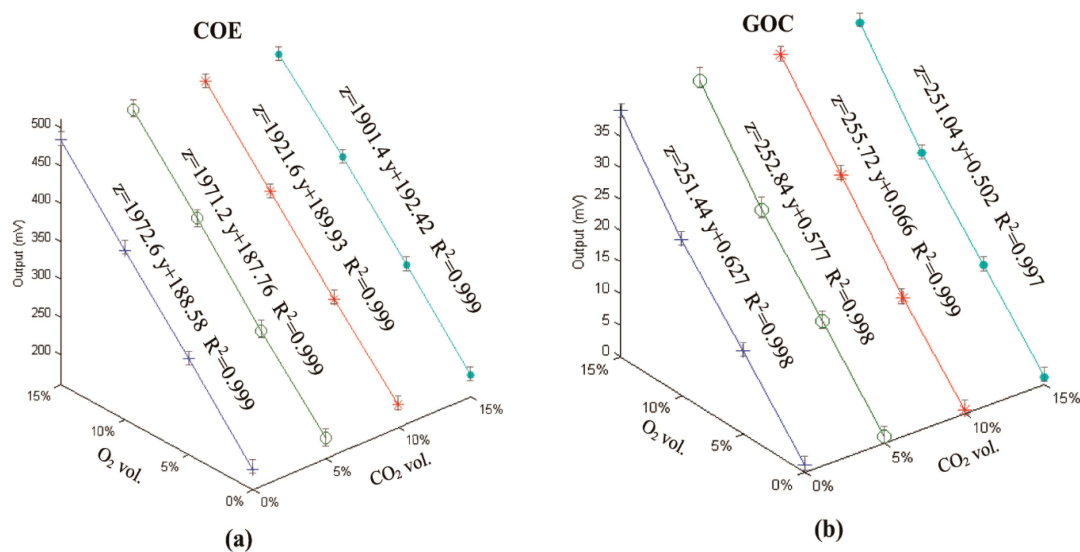 COE
500
450
400
350
300
250
200
Output (mV)
z=1972.6 y+188.58 R²=0.999
z=1971.2 y+187.76 R²=0.999
z=1921.6 y+189.93 R²=0.999
z=1901.4 y+192.42 R²=0.999
15%
10%
5%
0%
O₂ vol.
0%
5%
10%
15%
CO₂ vol.
(a)
GOC
35
30
25
20
15
10
5
0
Output (mV)
z=251.44 y+0.627 R²=0.998
z=252.84 y+0.577 R²=0.998
z=255.72 y+0.066 R²=0.999
z=251.04 y+0.502 R²=0.997
15%
10%
5%
0%
O₂ vol.
0%
5%
10%
15%
CO₂ vol.
(b)